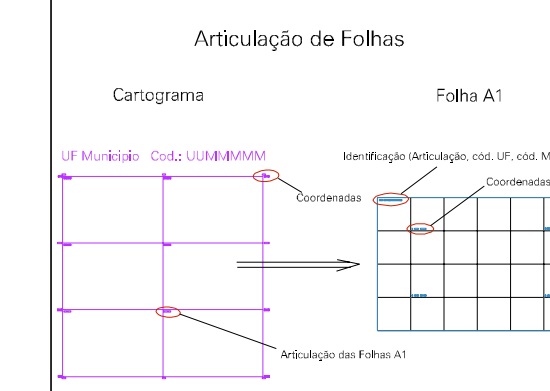 Articulação de Folhas
Cartograma
Folha A1
UF Municipio Cod.: UUMMMMM
Identificação (Articulação, cód. UF, cód. M
Coordenadas
Coordenadas
Articulação das Folhas A1